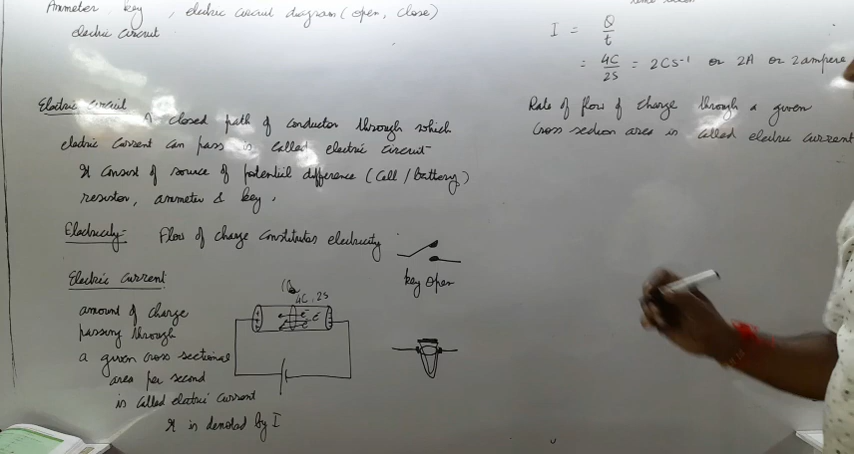 Ammeter, key, electric circuit diagram (open, close)
electric circuit
Electric circuit A closed path of conductor through which
electric current can pass is called electric circuit
It consist of source of potential difference (Cell / Battery)
resistor, ammeter & key.
Electricity- Flow of charge constitutes electricity
key open
Electric current
amount of charge
passing through
a given cross sectional
area per second
is called electric current
It is denoted by I
4C, 2s
e e
e
I = Q/t
= 4C/2s = 2Cs⁻¹ or 2A or 2 ampere
Rate of flow of charge through a given
cross section area is called electric current